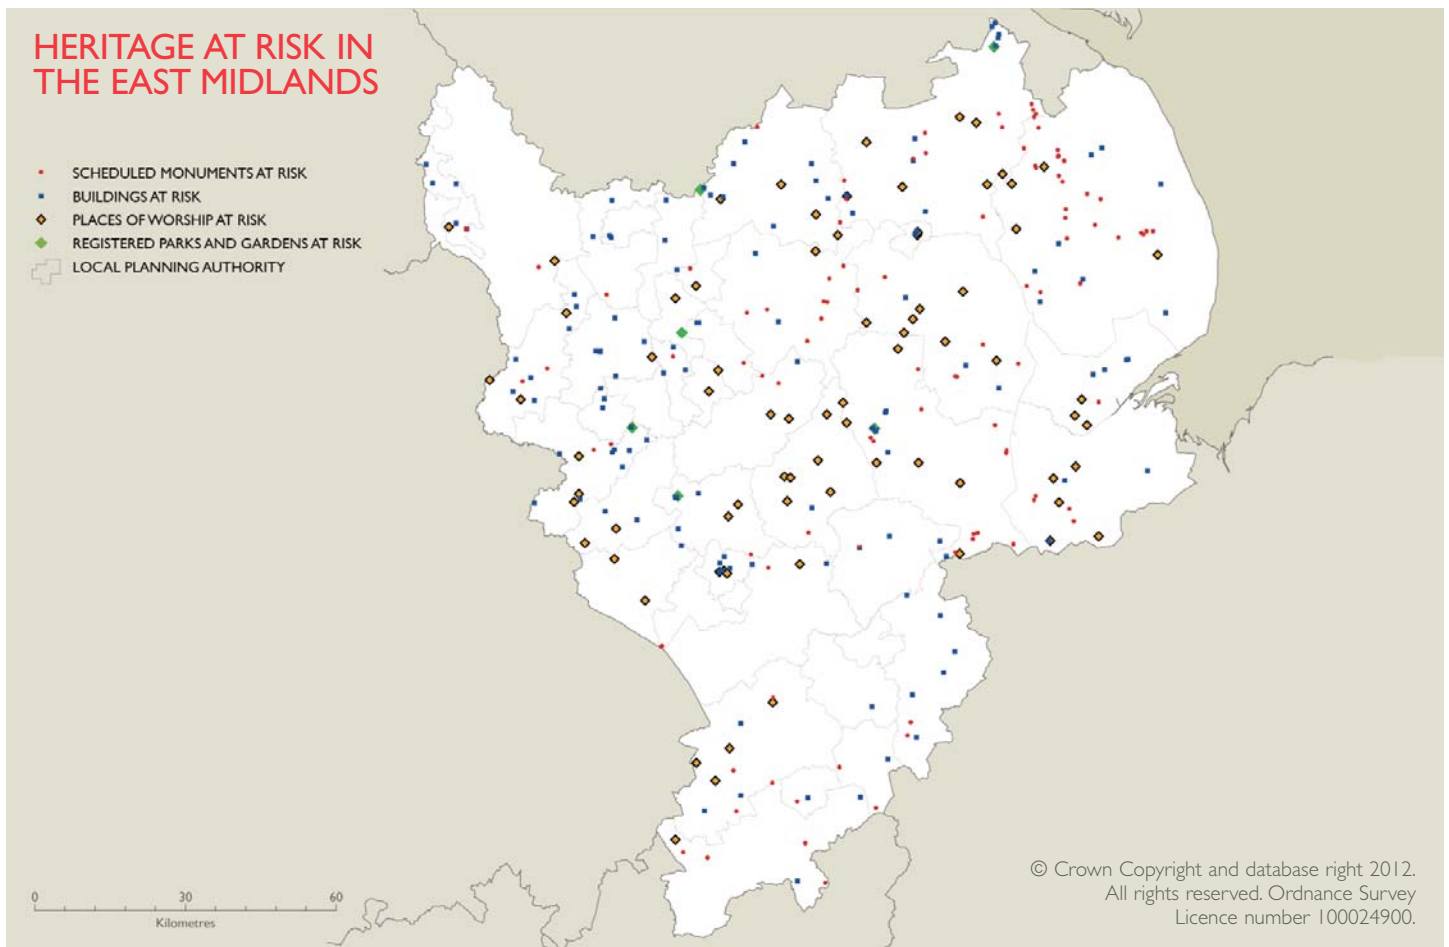 HERITAGE AT RISK IN
THE EAST MIDLANDS
SCHEDULED MONUMENTS AT RISK
BUILDINGS AT RISK
PLACES OF WORSHIP AT RISK
REGISTERED PARKS AND GARDENS AT RISK
LOCAL PLANNING AUTHORITY
0 30 60
Kilometres
© Crown Copyright and database right 2012.
All rights reserved. Ordnance Survey
Licence number 100024900.